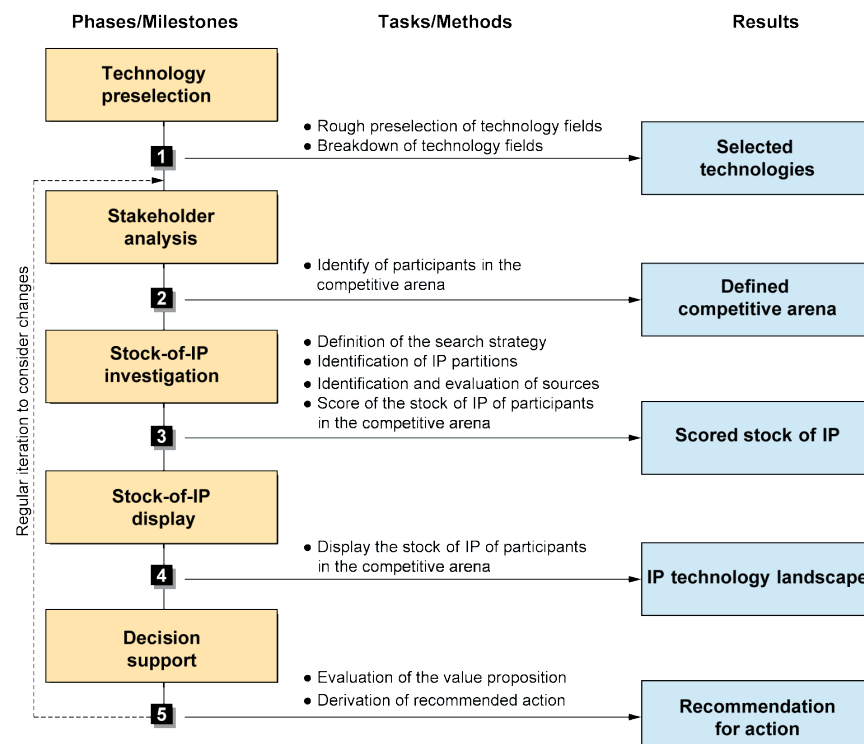 Phases/Milestones
Tasks/Methods
Results
Technology
preselection
● Rough preselection of technology fields
● Breakdown of technology fields
1
Selected
technologies
Stakeholder
analysis
● Identify of participants in the
competitive arena
2
Defined
competitive arena
Stock-of-IP
investigation
● Definition of the search strategy
● Identification of IP partitions
● Identification and evaluation of sources
● Score of the stock of IP of participants
in the competitive arena
3
Scored stock of IP
Stock-of-IP
display
● Display the stock of IP of participants
in the competitive arena
4
IP technology landscape
Decision
support
● Evaluation of the value proposition
● Derivation of recommended action
5
Recommendation
for action
Regular iteration to consider changes